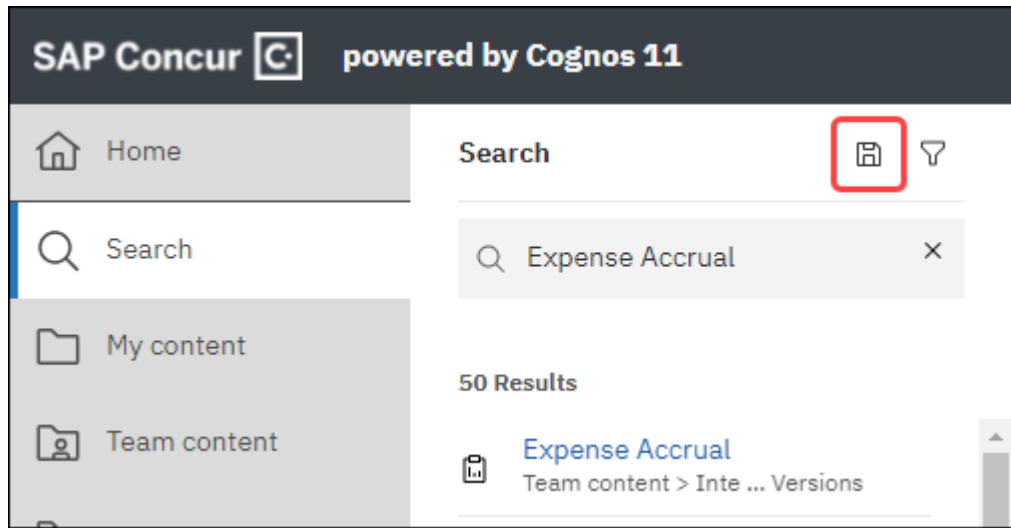 SAP Concur C. powered by Cognos 11
Home
Search
My content
Team content
Search
Expense Accrual
50 Results
Expense Accrual
Team content > Inte ... Versions